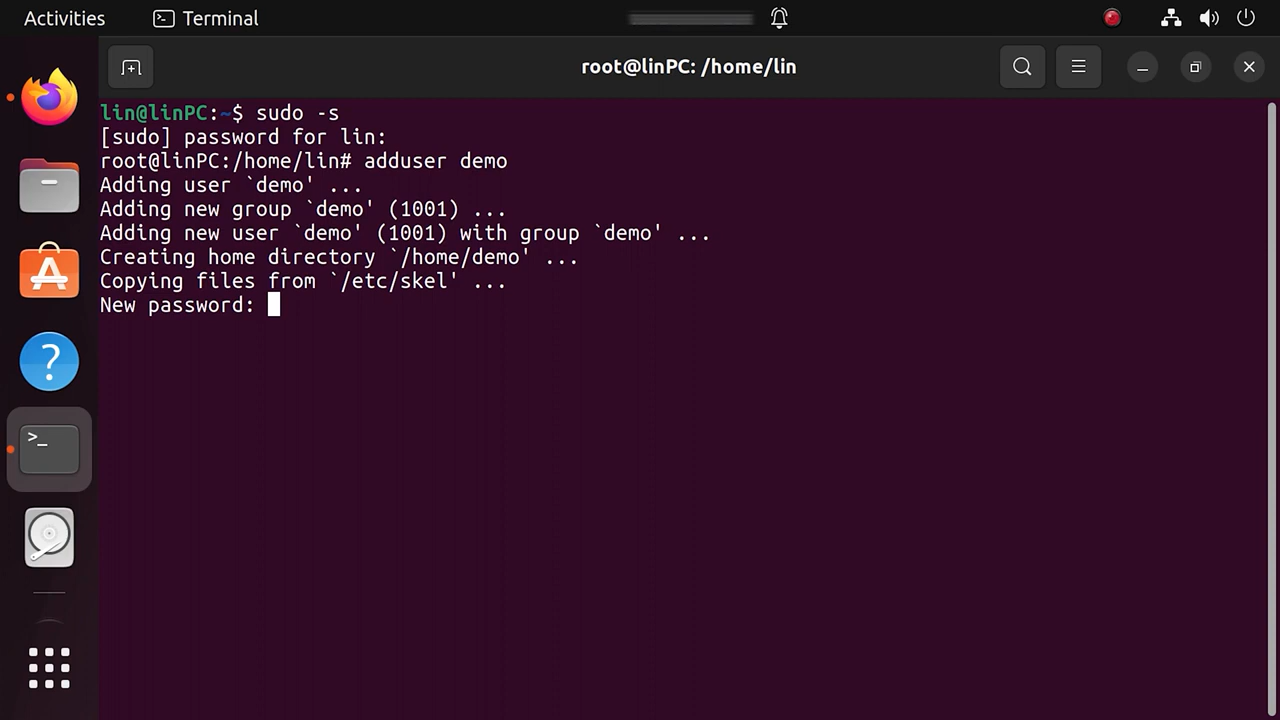 Activities
Terminal
root@linPC: /home/lin
lin@linPC:~$ sudo -s
[sudo] password for lin:
root@linPC:/home/lin# adduser demo
Adding user `demo' ...
Adding new group `demo' (1001) ...
Adding new user `demo' (1001) with group `demo' ...
Creating home directory `/home/demo' ...
Copying files from `/etc/skel' ...
New password: